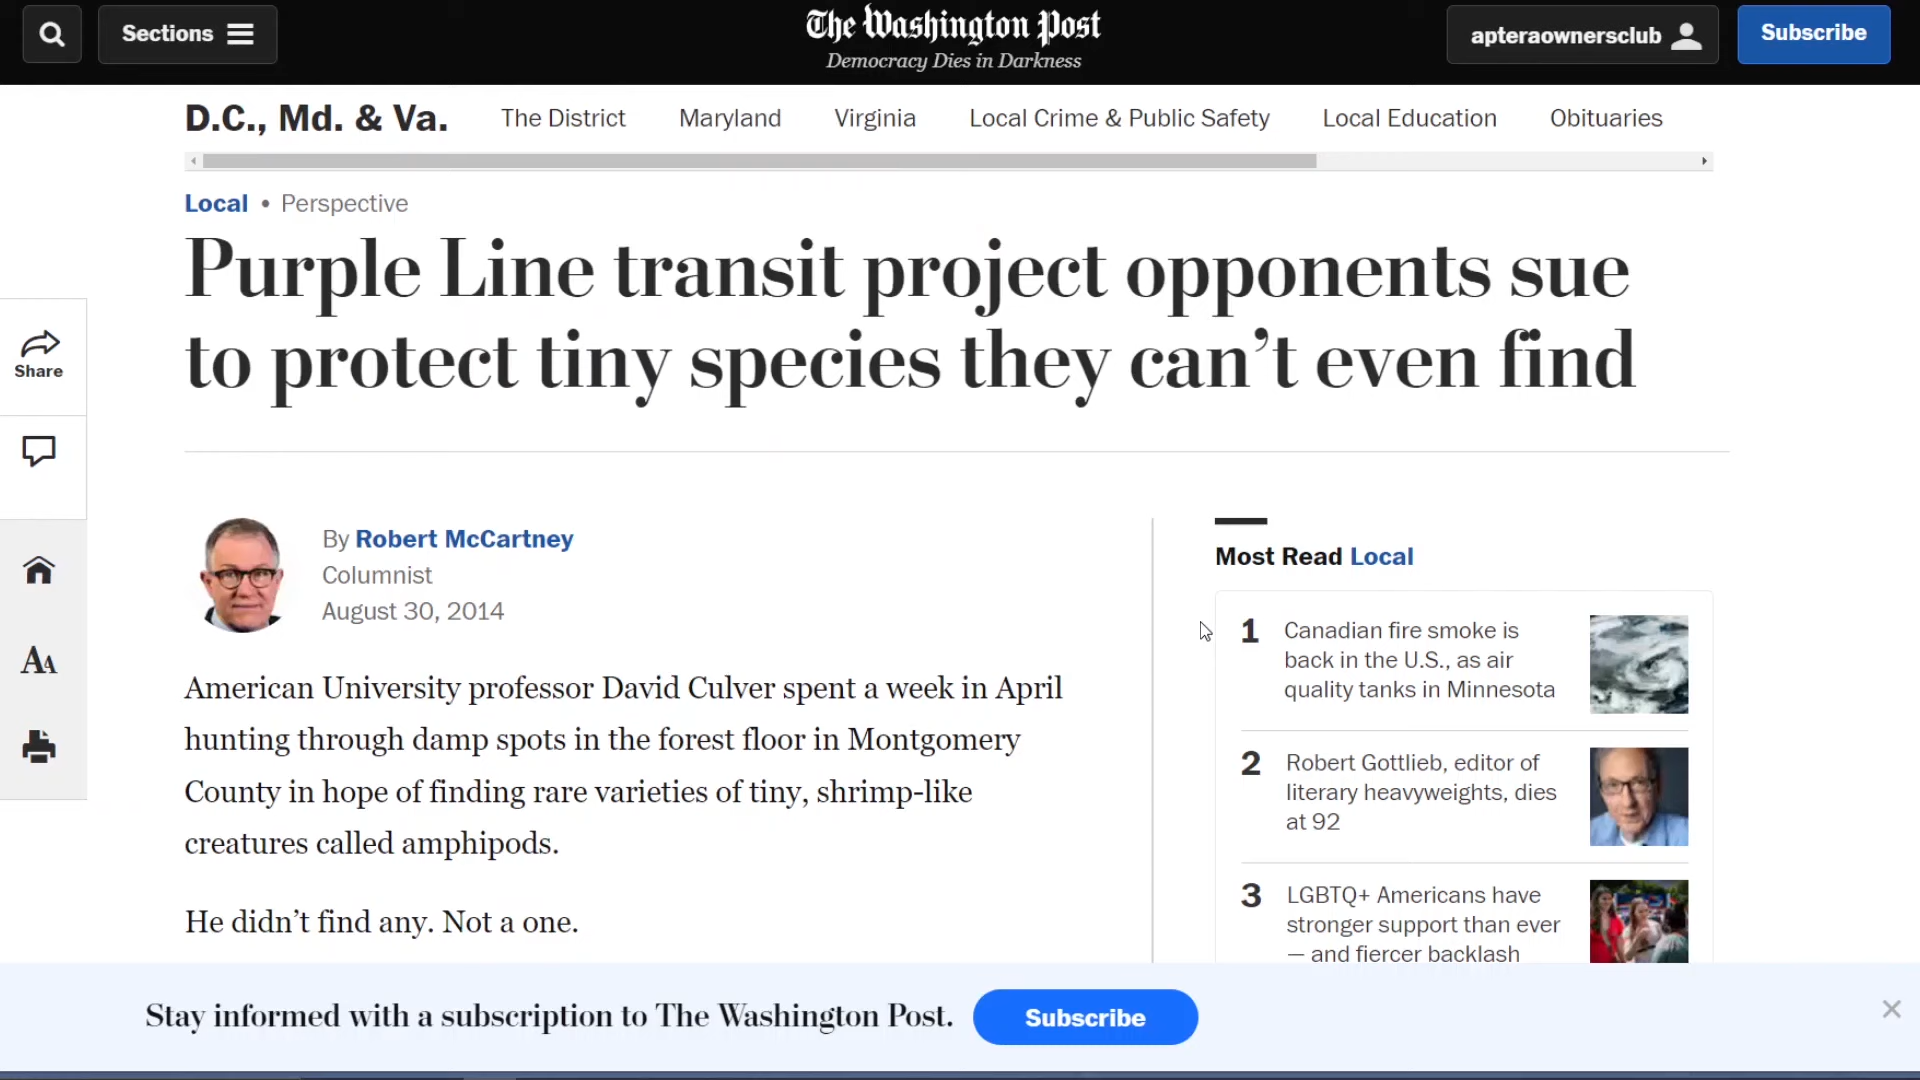 Sections
The Washington Post
Democracy Dies in Darkness
apteraownersclub
Subscribe
D.C., Md. & Va.
The District
Maryland
Virginia
Local Crime & Public Safety
Local Education
Obituaries
Local • Perspective
Purple Line transit project opponents sue
to protect tiny species they can’t even find
Share
AA
By Robert McCartney
Columnist
August 30, 2014
American University professor David Culver spent a week in April
hunting through damp spots in the forest floor in Montgomery
County in hope of finding rare varieties of tiny, shrimp-like
creatures called amphipods.
He didn’t find any. Not a one.
Most Read Local
1 Canadian fire smoke is
back in the U.S., as air
quality tanks in Minnesota
2 Robert Gottlieb, editor of
literary heavyweights, dies
at 92
3 LGBTQ+ Americans have
stronger support than ever
— and fiercer backlash
Stay informed with a subscription to The Washington Post.
Subscribe